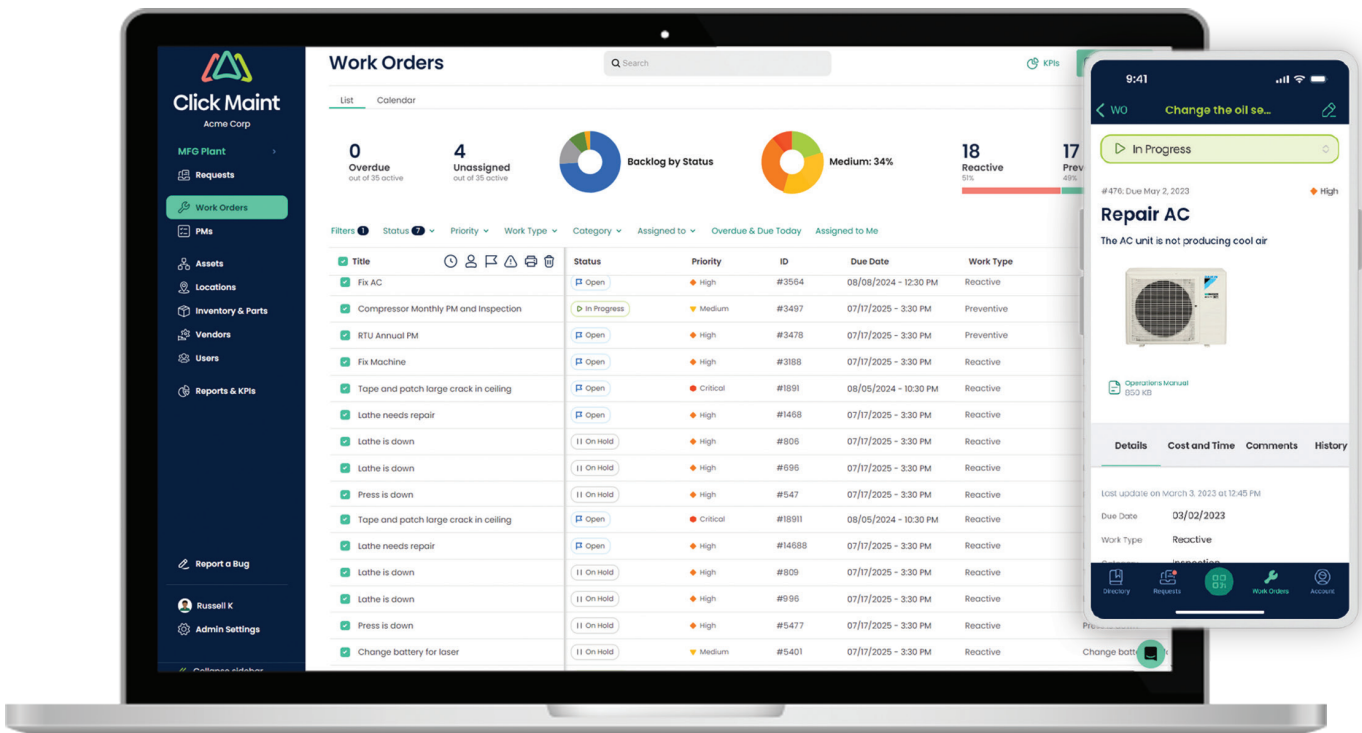 Click Maint
Acme Corp
MFG Plant
Requests
Work Orders
PMs
Assets
Locations
Inventory & Parts
Vendors
Users
Reports & KPIs
Report a Bug
Russell K
Admin Settings
Collapse sidebar
Work Orders
Search
KPIs
List Calendar
0 Overdue out of 35 active
4 Unassigned out of 35 active
Backlog by Status
Medium: 34%
18 Reactive 51%
17 49%
Filters 1 Status 7 Priority Work Type Category Assigned to Overdue & Due Today Assigned to Me
Title Status Priority ID Due Date Work Type
Fix AC Open High #3564 08/08/2024 - 12:30 PM Reactive
Compressor Monthly PM and Inspection In Progress Medium #3497 07/17/2025 - 3:30 PM Preventive
RTU Annual PM Open High #3478 07/17/2025 - 3:30 PM Preventive
Fix Machine Open High #3188 07/17/2025 - 3:30 PM Reactive
Tape and patch large crack in ceiling Open Critical #1891 08/05/2024 - 10:30 PM Reactive
Lathe needs repair Open High #1468 07/17/2025 - 3:30 PM Reactive
Lathe is down On Hold High #806 07/17/2025 - 3:30 PM Reactive
Lathe is down On Hold High #696 07/17/2025 - 3:30 PM Reactive
Press is down On Hold High #547 07/17/2025 - 3:30 PM Reactive
Tape and patch large crack in ceiling Open Critical #18911 08/05/2024 - 10:30 PM Reactive
Lathe needs repair Open High #14688 07/17/2025 - 3:30 PM Reactive
Lathe is down On Hold High #809 07/17/2025 - 3:30 PM Reactive
Lathe is down On Hold High #996 07/17/2025 - 3:30 PM Reactive
Press is down On Hold High #5477 07/17/2025 - 3:30 PM Reactive
Change battery for laser On Hold Medium #5401 07/17/2025 - 3:30 PM Reactive Change
9:41
WO Change the oil se...
In Progress
#476: Due May 2, 2023 High
Repair AC
The AC unit is not producing cool air
Operations Manual
850 KB
Details Cost and Time Comments History
Last update on March 3, 2023 at 12:45 PM
Due Date 03/02/2023
Work Type Reactive
Directory Requests Work Orders Account